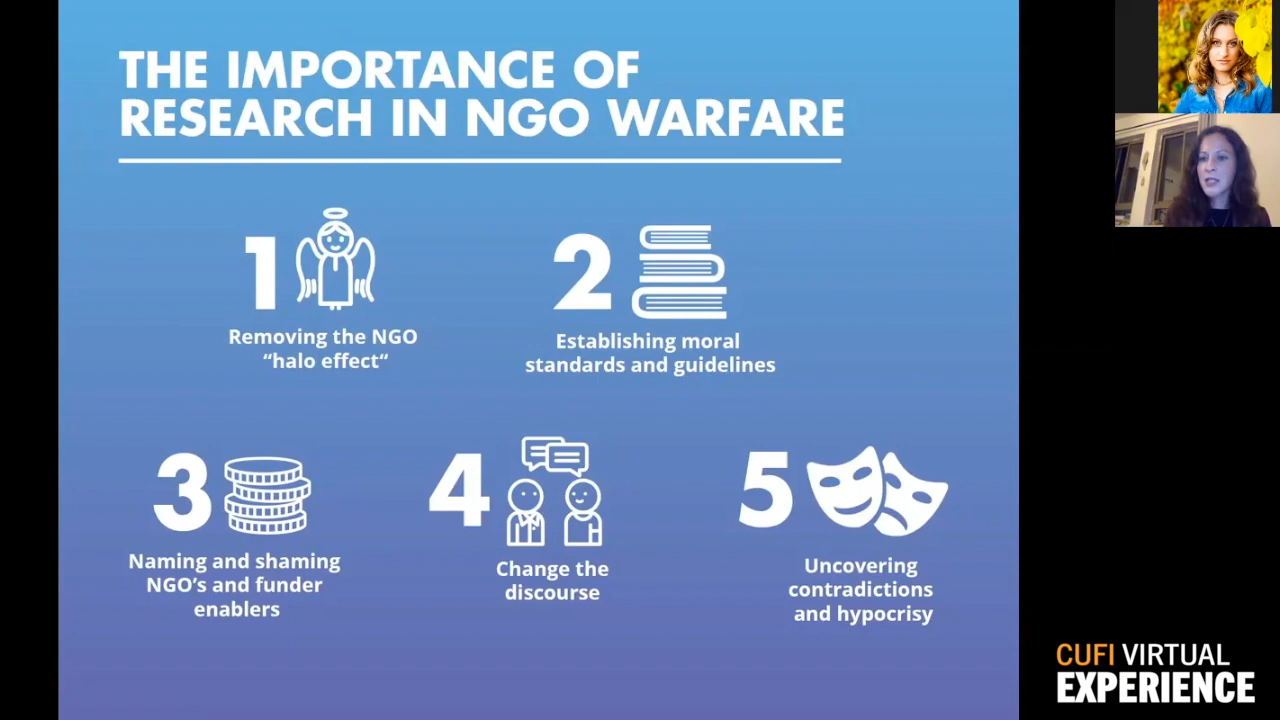 THE IMPORTANCE OF
RESEARCH IN NGO WARFARE
1
Removing the NGO
“halo effect“
2
Establishing moral
standards and guidelines
3
Naming and shaming
NGO’s and funder
enablers
4
Change the
discourse
5
Uncovering
contradictions
and hypocrisy
CUFI VIRTUAL
EXPERIENCE